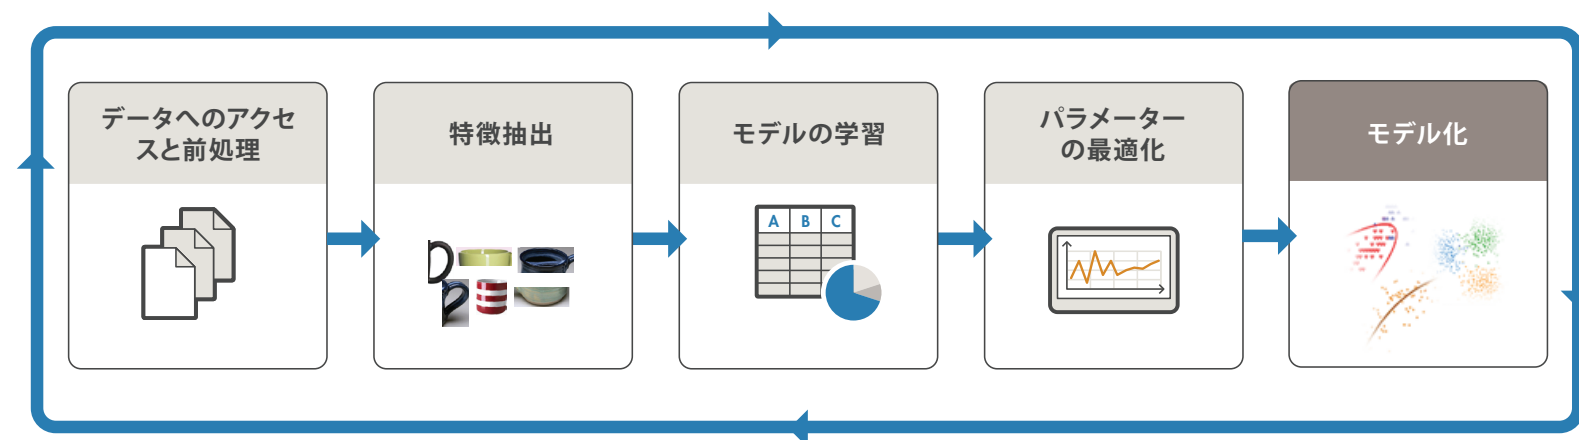 データへのアクセ
スと前処理
特徴抽出
モデルの学習
パラメーター
の最適化
モデル化
A B C